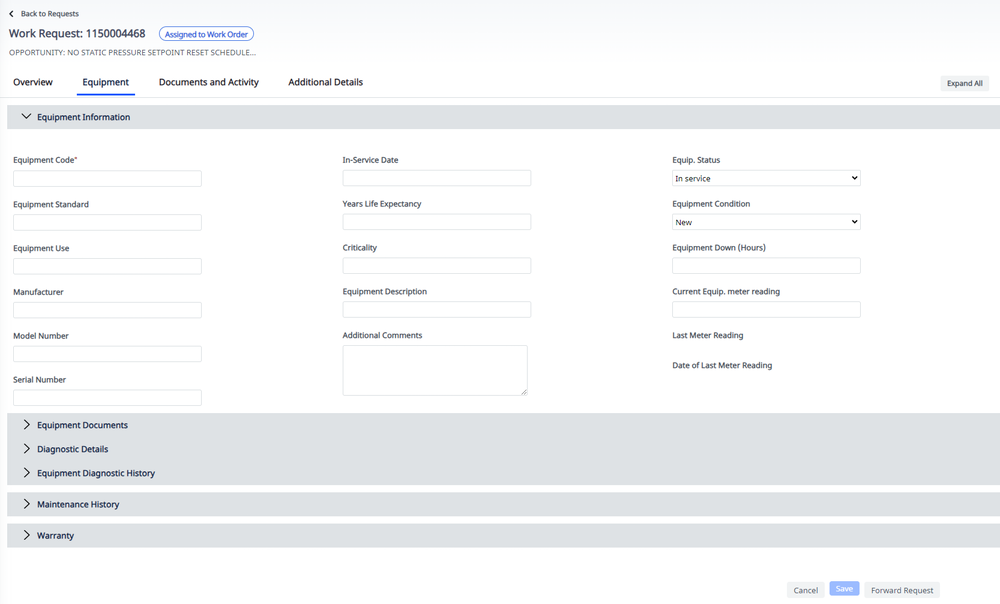 Back to Requests
Work Request: 1150004468 Assigned to Work Order
OPPORTUNITY: NO STATIC PRESSURE SETPOINT RESET SCHEDULE...
Overview Equipment Documents and Activity Additional Details Expand All
Equipment Information
Equipment Code* In-Service Date Equip. Status
In service
Equipment Standard Years Life Expectancy Equipment Condition
New
Equipment Use Criticality Equipment Down (Hours)
Manufacturer Equipment Description Current Equip. meter reading
Model Number Additional Comments Last Meter Reading
Date of Last Meter Reading
Serial Number
Equipment Documents
Diagnostic Details
Equipment Diagnostic History
Maintenance History
Warranty
Cancel Save Forward Request